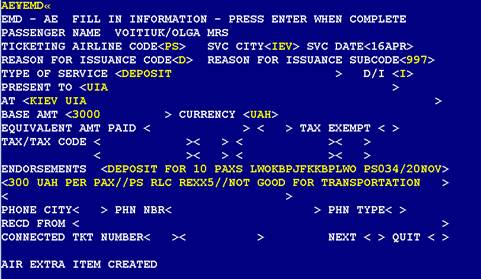 AE¥EMD«
EMD - AE FILL IN INFORMATION - PRESS ENTER WHEN COMPLETE
PASSENGER NAME VOITIUK/OLGA MRS
TICKETING AIRLINE CODE<PS> SVC CITY<IEV> SVC DATE<16APR>
REASON FOR ISSUANCE CODE<D> REASON FOR ISSUANCE SUBCODE<997>
TYPE OF SERVICE <DEPOSIT > D/I <I>
PRESENT TO <UIA >
AT <KIEV UIA >
BASE AMT <3000 > CURRENCY <UAH>
EQUIVALENT AMT PAID < > < > TAX EXEMPT < >
TAX/TAX CODE < >< > < >< >
< >< > < >< >
ENDORSEMENTS <DEPOSIT FOR 10 PAXS LWOKBPJFKKBPLWO PS034/20NOV>
<300 UAH PER PAX//PS RLC REXX5//NOT GOOD FOR TRANSPORTATION >
< >
PHONE CITY< > PHN NBR< > PHN TYPE< >
RECD FROM < >
CONNECTED TKT NUMBER< >< > NEXT < > QUIT < >
AIR EXTRA ITEM CREATED